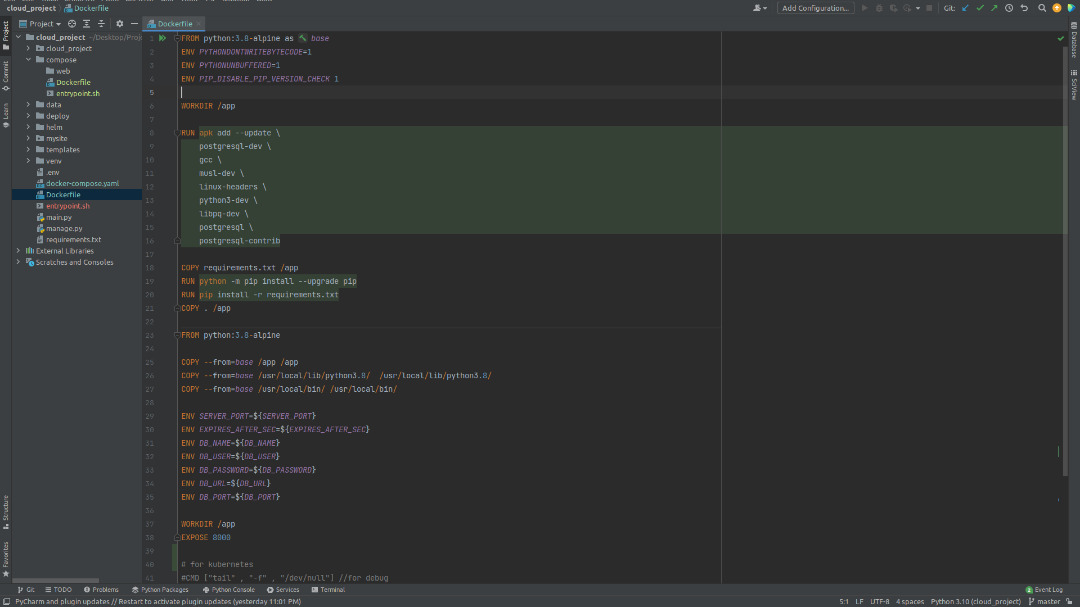 cloud_project
Dockerfile
Add Configuration...
Git:
Project
Dockerfile
cloud_project ~/Desktop/Pro
cloud_project
compose
web
Dockerfile
entrypoint.sh
data
deploy
helm
mysite
templates
venv
.env
docker-compose.yaml
Dockerfile
entrypoint.sh
main.py
manage.py
requirements.txt
External Libraries
Scratches and Consoles
Project
Commit
Learn
Structure
Favorites
1 FROM python:3.8-alpine as base
2 ENV PYTHONDONTWRITEBYTECODE=1
3 ENV PYTHONUNBUFFERED=1
4 ENV PIP_DISABLE_PIP_VERSION_CHECK 1
5
6 WORKDIR /app
7
8 RUN apk add --update \
9 postgresql-dev \
10 gcc \
11 musl-dev \
12 linux-headers \
13 python3-dev \
14 libpq-dev \
15 postgresql \
16 postgresql-contrib
17
18 COPY requirements.txt /app
19 RUN python -m pip install --upgrade pip
20 RUN pip install -r requirements.txt
21 COPY . /app
22
23 FROM python:3.8-alpine
24
25 COPY --from=base /app /app
26 COPY --from=base /usr/local/lib/python3.8/ /usr/local/lib/python3.8/
27 COPY --from=base /usr/local/bin/ /usr/local/bin/
28
29 ENV SERVER_PORT=${SERVER_PORT}
30 ENV EXPIRES_AFTER_SEC=${EXPIRES_AFTER_SEC}
31 ENV DB_NAME=${DB_NAME}
32 ENV DB_USER=${DB_USER}
33 ENV DB_PASSWORD=${DB_PASSWORD}
34 ENV DB_URL=${DB_URL}
35 ENV DB_PORT=${DB_PORT}
36
37 WORKDIR /app
38 EXPOSE 8000
39
40 # for kubernetes
41 #CMD ["tail" , "-f" , "/dev/null"] //for debug
Database
SciView
Git
TODO
Problems
Python Packages
Python Console
Services
Terminal
2 Event Log
PyCharm and plugin updates // Restart to activate plugin updates (yesterday 11:01 PM)
5:1 LF UTF-8 4 spaces Python 3.10 (cloud_project) master